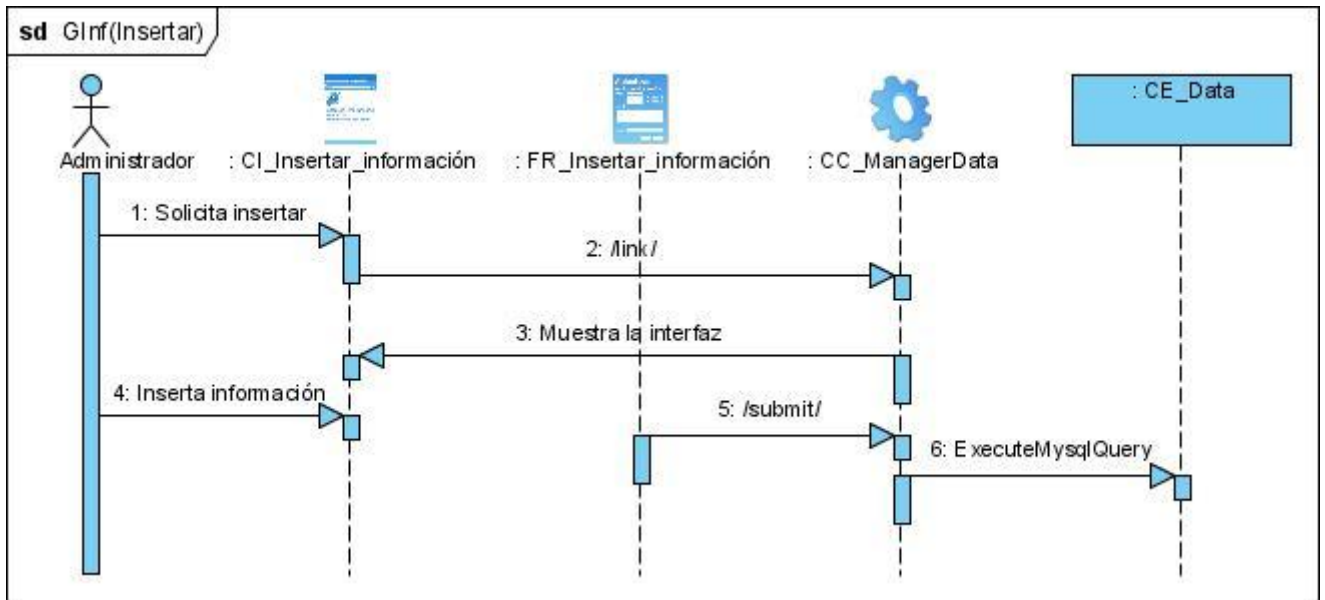 sd GInf(Insertar)
Administrador
: CI_Insertar_información
: FR_Insertar_información
: CC_ManagerData
: CE_Data
1: Solicita insertar
2: /link/
3: Muestra la interfaz
4: Inserta información
5: /submit/
6: ExecuteMysqlQuery